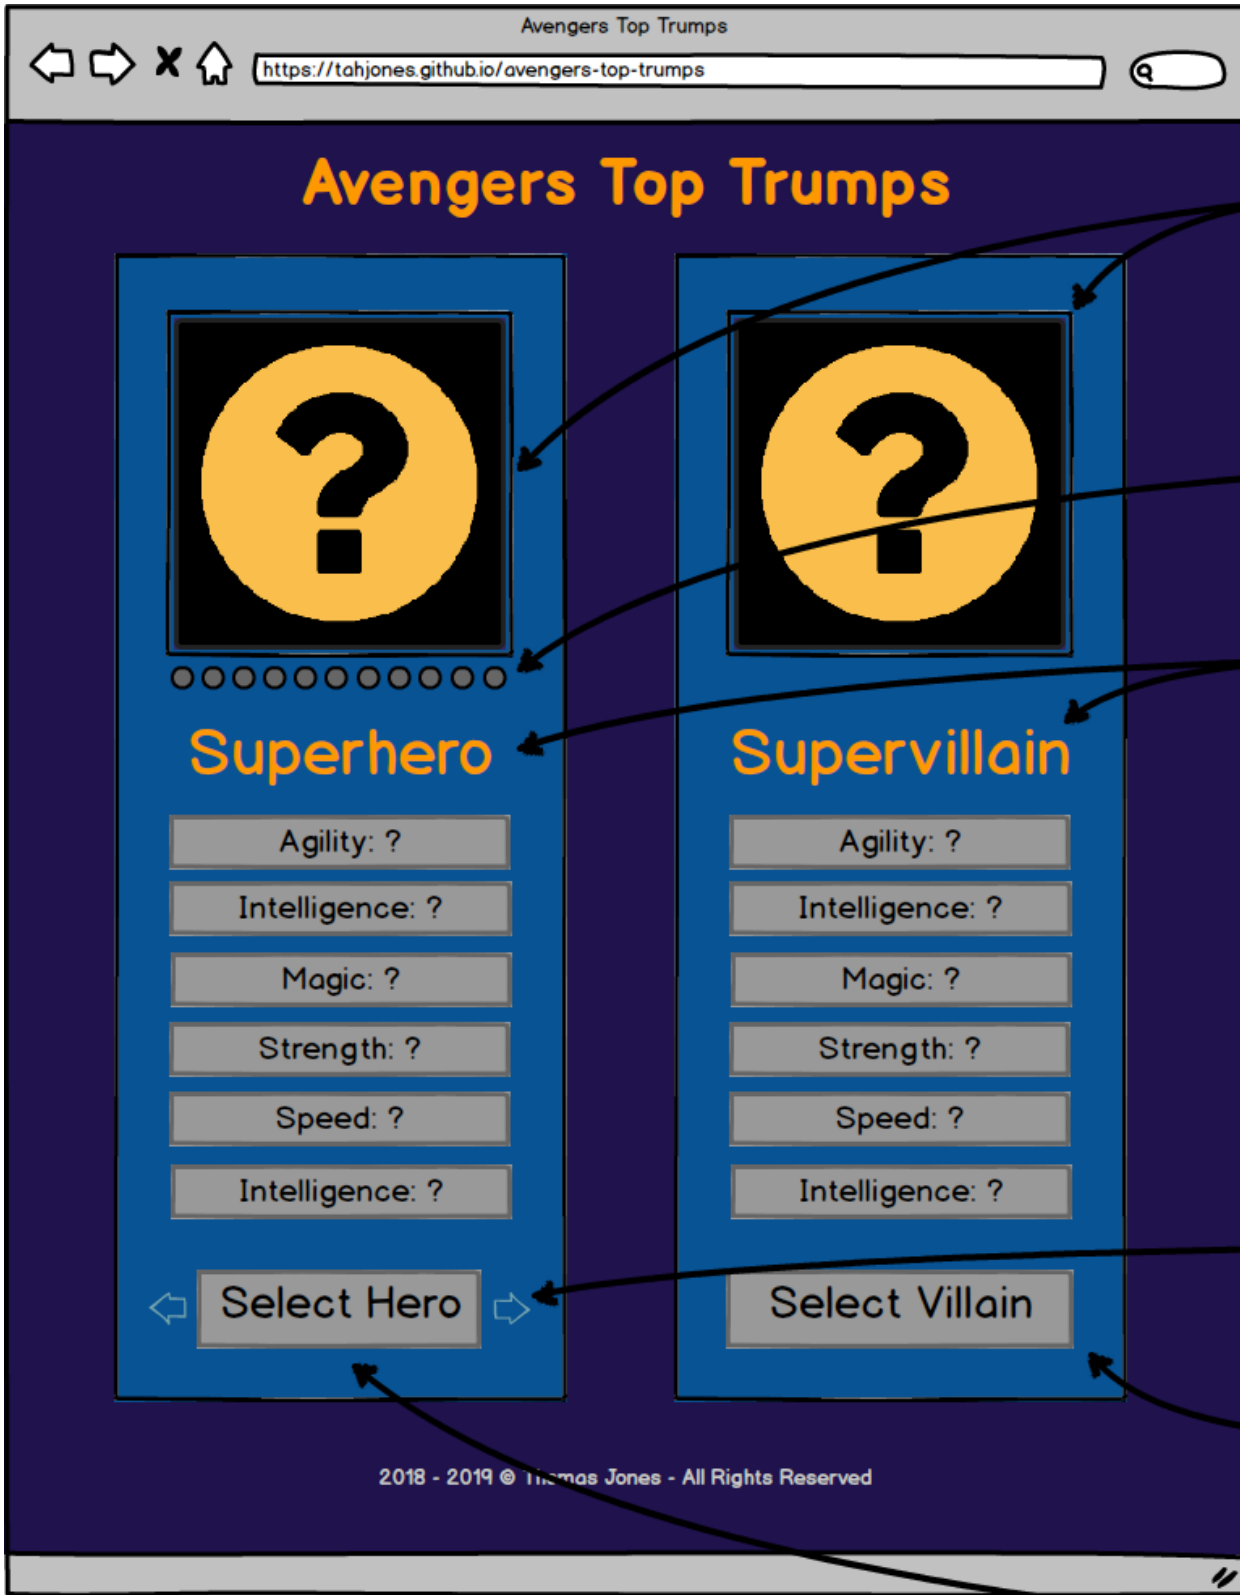 Avengers Top Trumps
https://tahjones.github.io/avengers-top-trumps
Avengers Top Trumps
?
?
Superhero
Supervillain
Agility: ?
Agility: ?
Intelligence: ?
Intelligence: ?
Magic: ?
Magic: ?
Strength: ?
Strength: ?
Speed: ?
Speed: ?
Intelligence: ?
Intelligence: ?
Select Hero
Select Villain
2018 - 2019 © Thomas Jones - All Rights Reserved